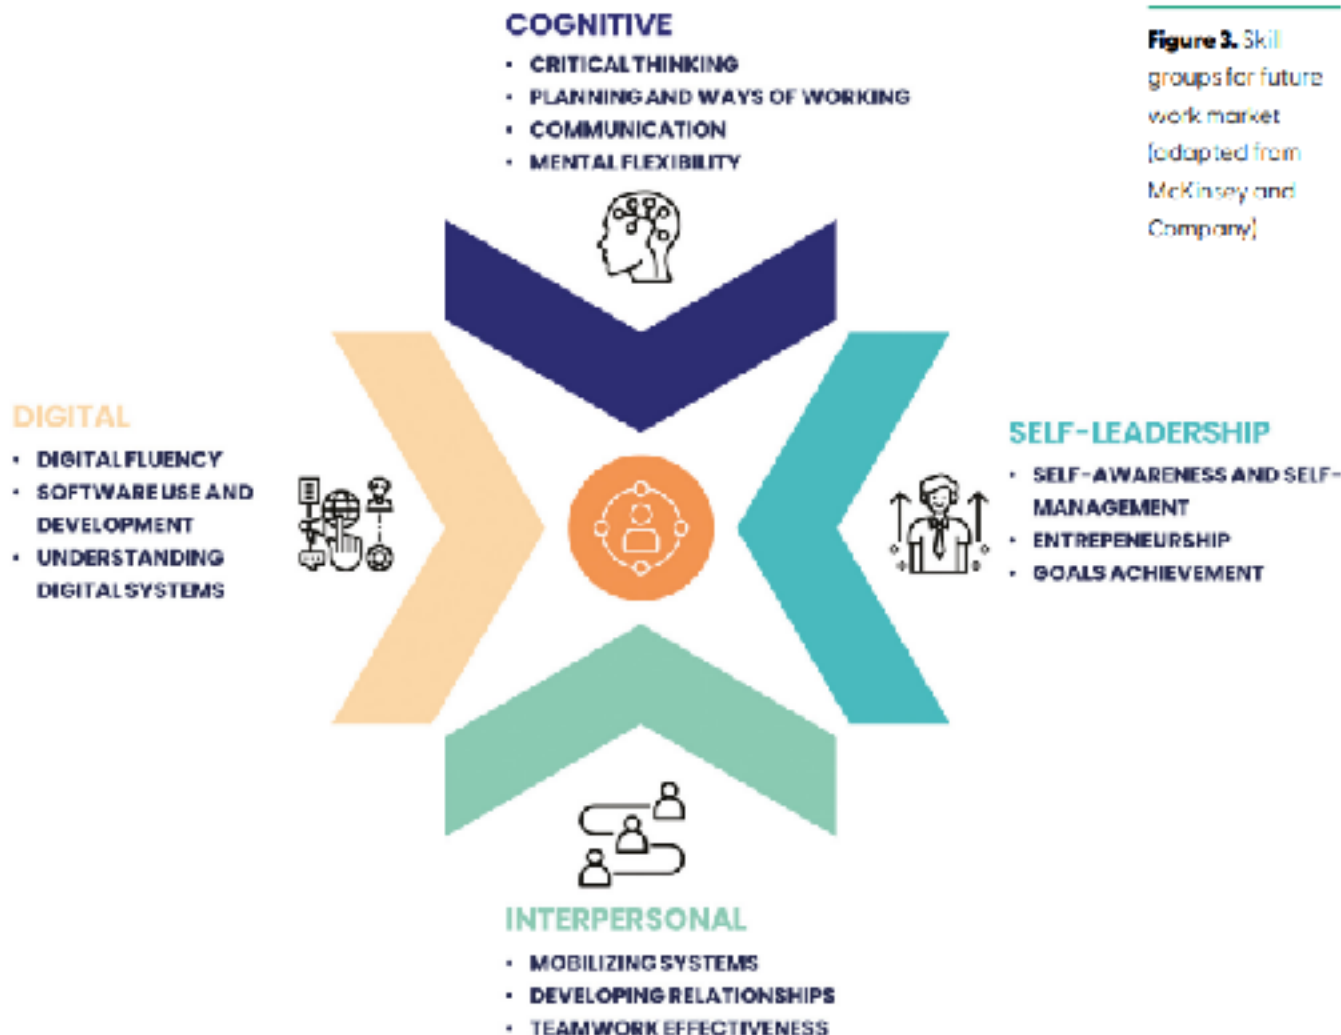 COGNITIVE
• CRITICAL THINKING
• PLANNING AND WAYS OF WORKING
• COMMUNICATION
• MENTAL FLEXIBILITY
Figure 3. Skill
groups for future
work market
(adapted from
McKinsey and
Company)
DIGITAL
• DIGITAL FLUENCY
• SOFTWARE USE AND
DEVELOPMENT
• UNDERSTANDING
DIGITAL SYSTEMS
SELF-LEADERSHIP
• SELF-AWARENESS AND SELF-
MANAGEMENT
• ENTREPENEURSHIP
• GOALS ACHIEVEMENT
INTERPERSONAL
• MOBILIZING SYSTEMS
• DEVELOPING RELATIONSHIPS
• TEAMWORK EFFECTIVENESS